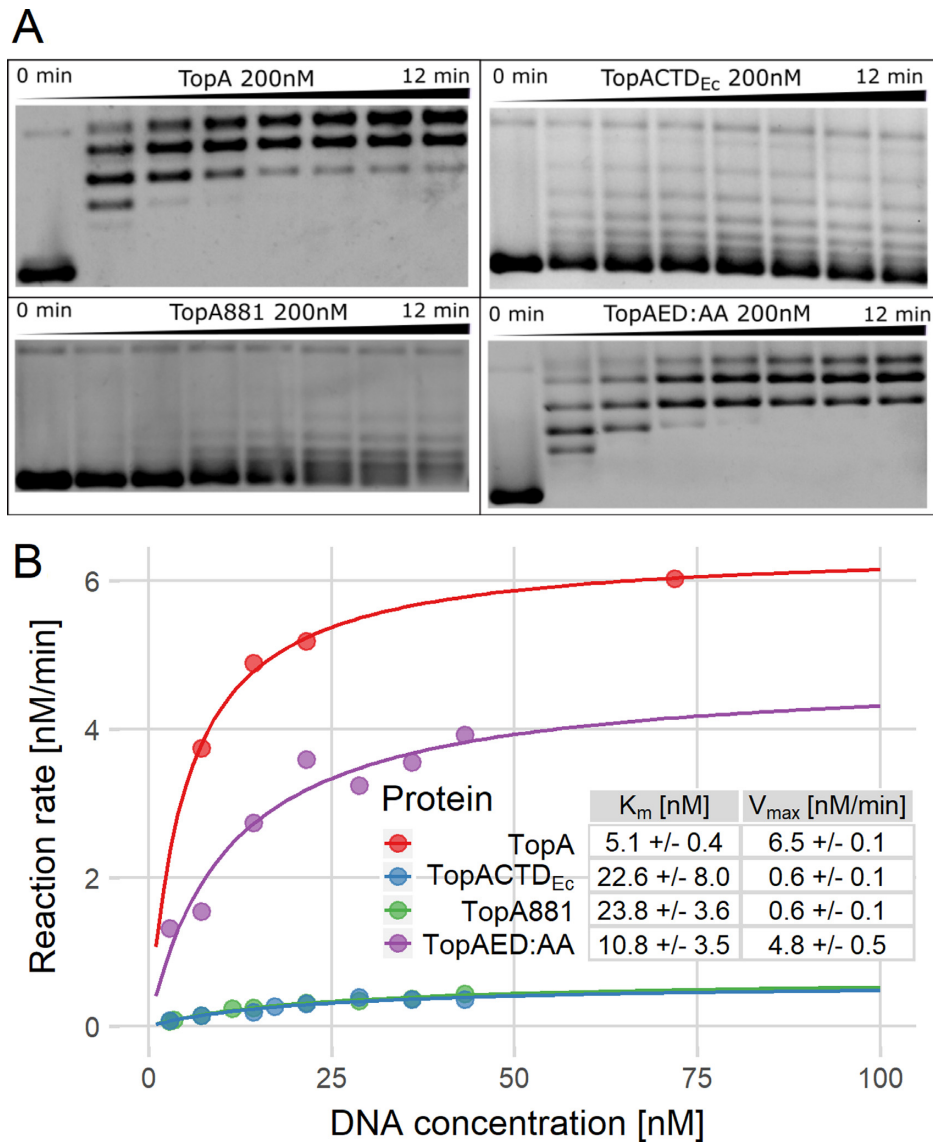 A
0 min TopA 200nM 12 min
0 min TopACTD_Ec 200nM 12 min
0 min TopA881 200nM 12 min
0 min TopAED:AA 200nM 12 min
B
Reaction rate [nM/min]
6
4
2
0
Protein
K_m [nM] V_max [nM/min]
TopA 5.1 +/- 0.4 6.5 +/- 0.1
TopACTD_Ec 22.6 +/- 8.0 0.6 +/- 0.1
TopA881 23.8 +/- 3.6 0.6 +/- 0.1
TopAED:AA 10.8 +/- 3.5 4.8 +/- 0.5
0 25 50 75 100
DNA concentration [nM]